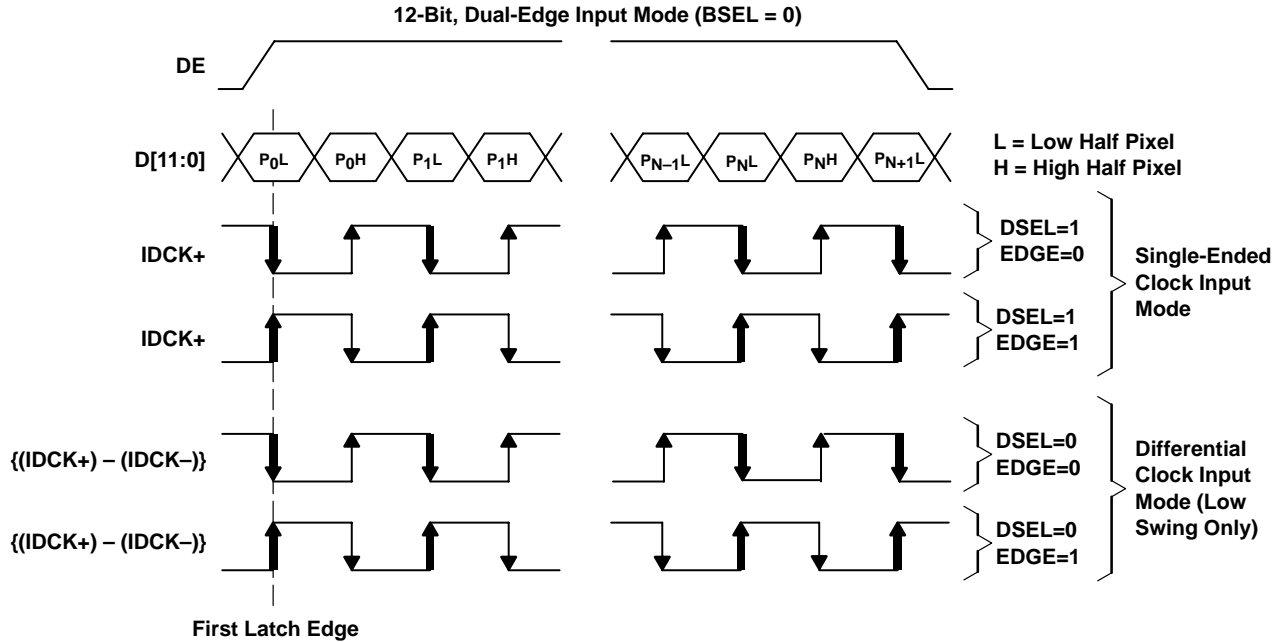 12-Bit, Dual-Edge Input Mode (BSEL = 0)
DE
D[11:0]
P0L P0H P1L P1H PN–1L PNL PNH PN+1L
L = Low Half Pixel
H = High Half Pixel
IDCK+
DSEL=1
EDGE=0
IDCK+
DSEL=1
EDGE=1
Single-Ended
Clock Input
Mode
{(IDCK+) – (IDCK–)}
DSEL=0
EDGE=0
{(IDCK+) – (IDCK–)}
DSEL=0
EDGE=1
Differential
Clock Input
Mode (Low
Swing Only)
First Latch Edge